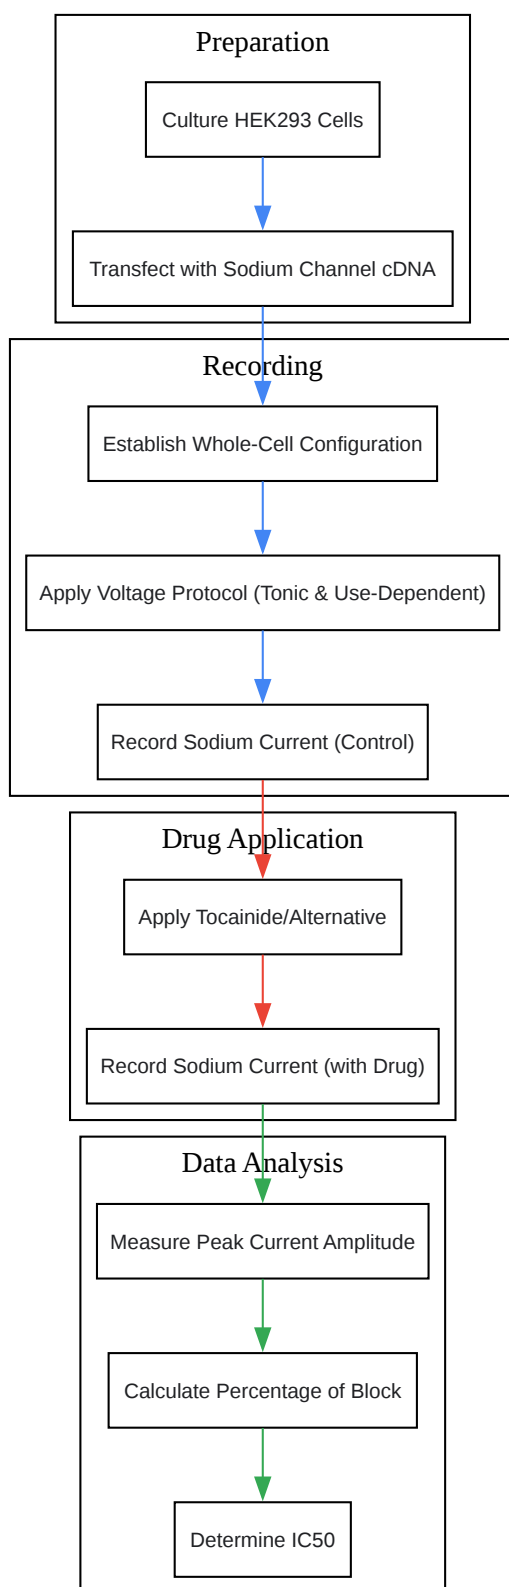 Preparation
Culture HEK293 Cells
Transfect with Sodium Channel cDNA
Recording
Establish Whole-Cell Configuration
Apply Voltage Protocol (Tonic & Use-Dependent)
Record Sodium Current (Control)
Drug Application
Apply Tocainide/Alternative
Record Sodium Current (with Drug)
Data Analysis
Measure Peak Current Amplitude
Calculate Percentage of Block
Determine IC50